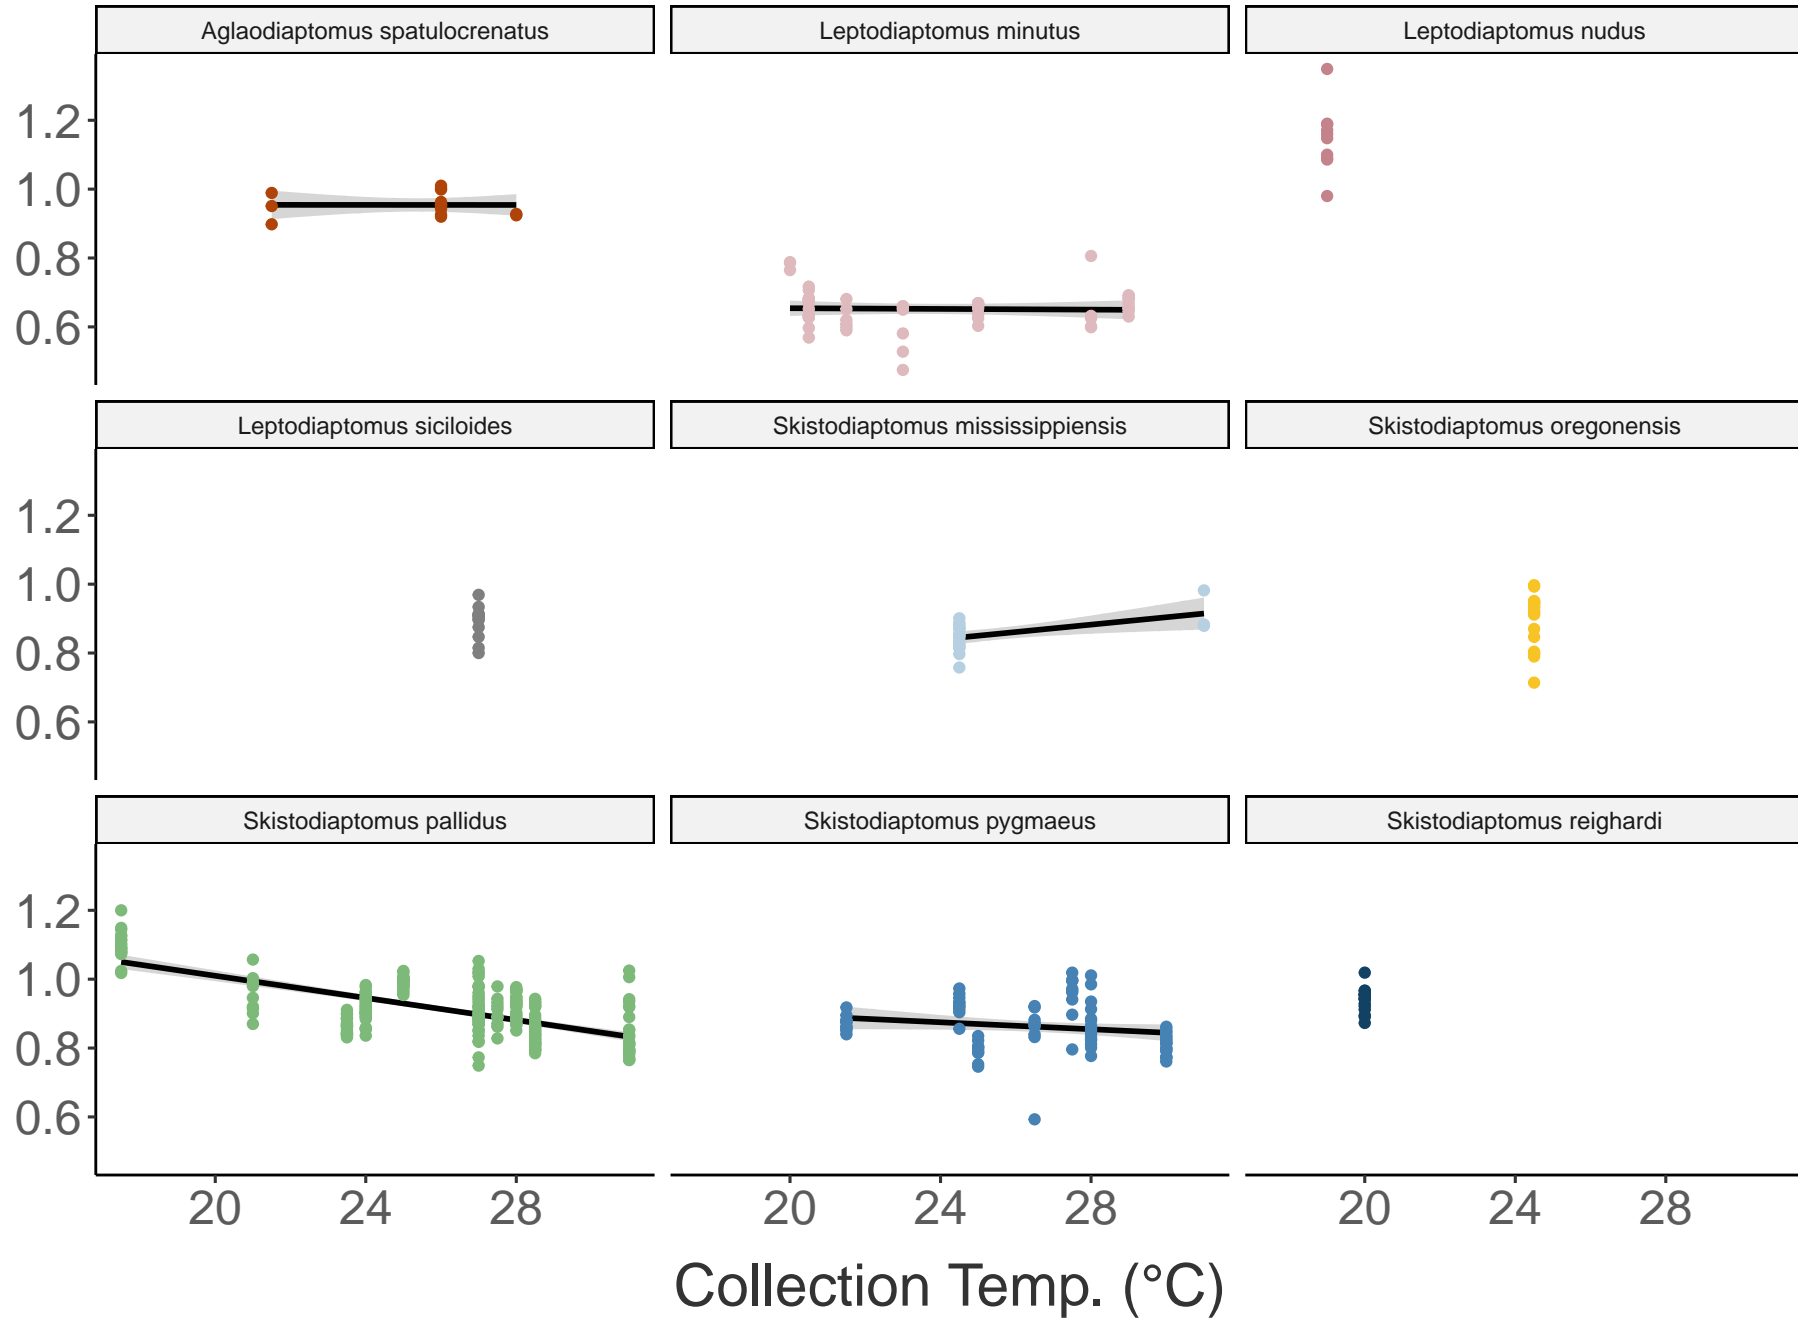 Aglaodiaptomus spatulocrenatus
Leptodiaptomus minutus
Leptodiaptomus nudus
1.2
1.0
0.8
0.6
Leptodiaptomus siciloides
Skistodiaptomus mississippiensis
Skistodiaptomus oregonensis
1.2
1.0
0.8
0.6
Skistodiaptomus pallidus
Skistodiaptomus pygmaeus
Skistodiaptomus reighardi
1.2
1.0
0.8
0.6
20 24 28 20 24 28 20 24 28
Collection Temp. (°C)